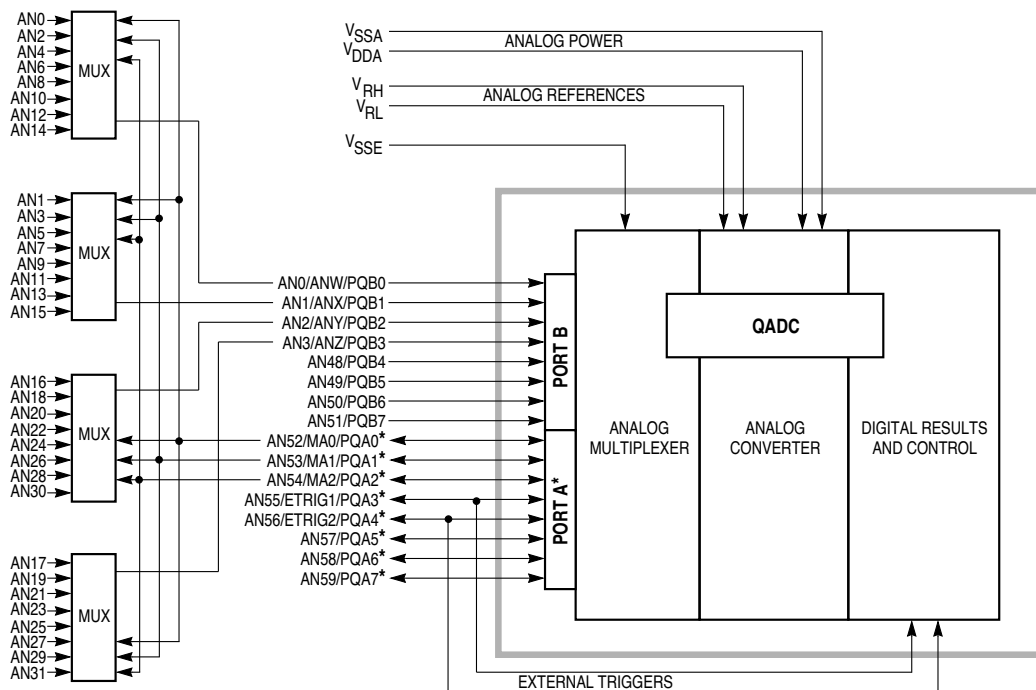 AN0
AN2
AN4
AN6
AN8
AN10
AN12
AN14
MUX
AN1
AN3
AN5
AN7
AN9
AN11
AN13
AN15
MUX
AN16
AN18
AN20
AN22
AN24
AN26
AN28
AN30
MUX
AN17
AN19
AN21
AN23
AN25
AN27
AN29
AN31
MUX
VSSA
VDDA
ANALOG POWER
VRH
VRL
ANALOG REFERENCES
VSSE
AN0/ANW/PQB0
AN1/ANX/PQB1
AN2/ANY/PQB2
AN3/ANZ/PQB3
AN48/PQB4
AN49/PQB5
AN50/PQB6
AN51/PQB7
AN52/MA0/PQA0*
AN53/MA1/PQA1*
AN54/MA2/PQA2*
AN55/ETRIG1/PQA3*
AN56/ETRIG2/PQA4*
AN57/PQA5*
AN58/PQA6*
AN59/PQA7*
PORT B
PORT A*
QADC
ANALOG
MULTIPLEXER
ANALOG
CONVERTER
DIGITAL RESULTS
AND CONTROL
EXTERNAL TRIGGERS